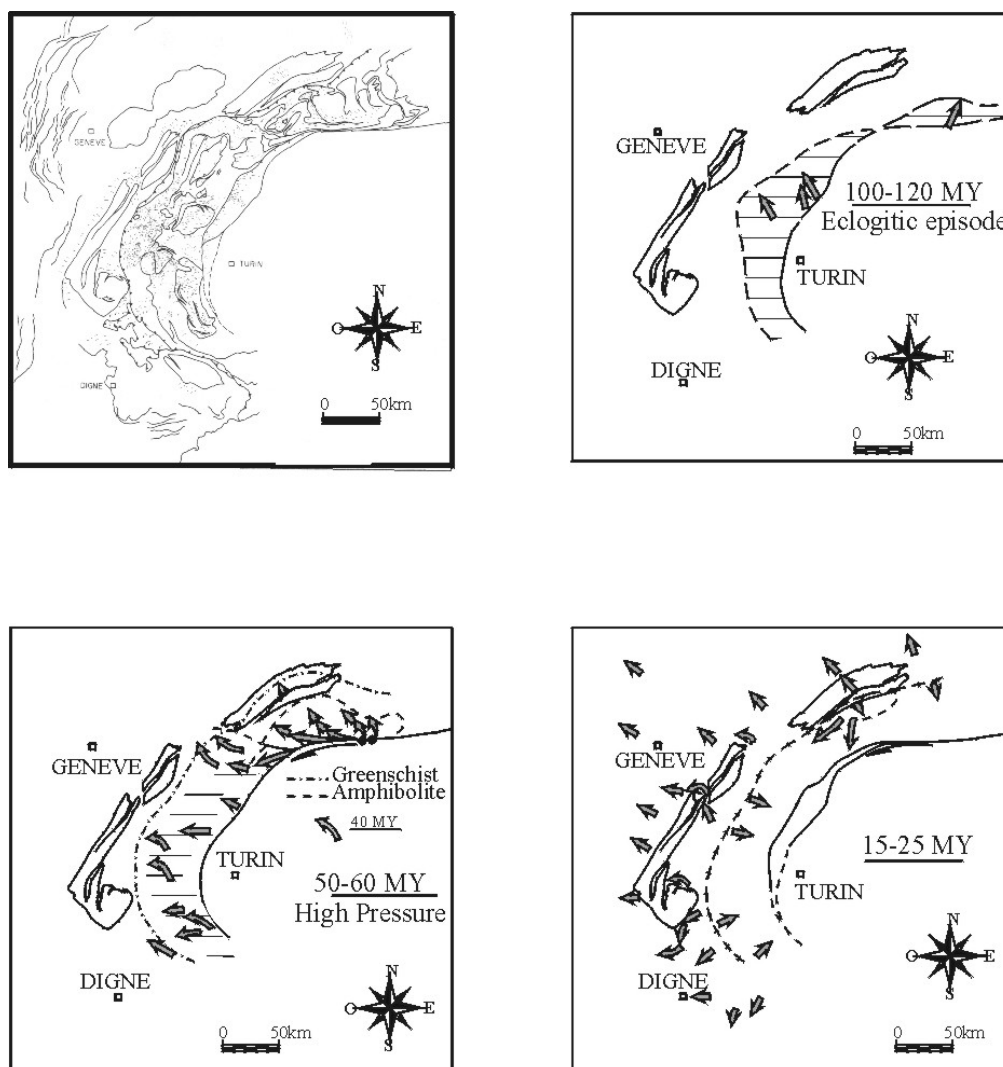 GENEVE
TURIN
DIGNE
N
O E
S
0 50km
GENEVE
100-120 MY
Eclogitic episode
TURIN
DIGNE
N
O E
S
0 50km
GENEVE
Greenschist
Amphibolite
40 MY
TURIN
50-60 MY
High Pressure
DIGNE
N
O E
S
0 50km
GENEVE
15-25 MY
TURIN
DIGNE
N
O E
S
0 50km